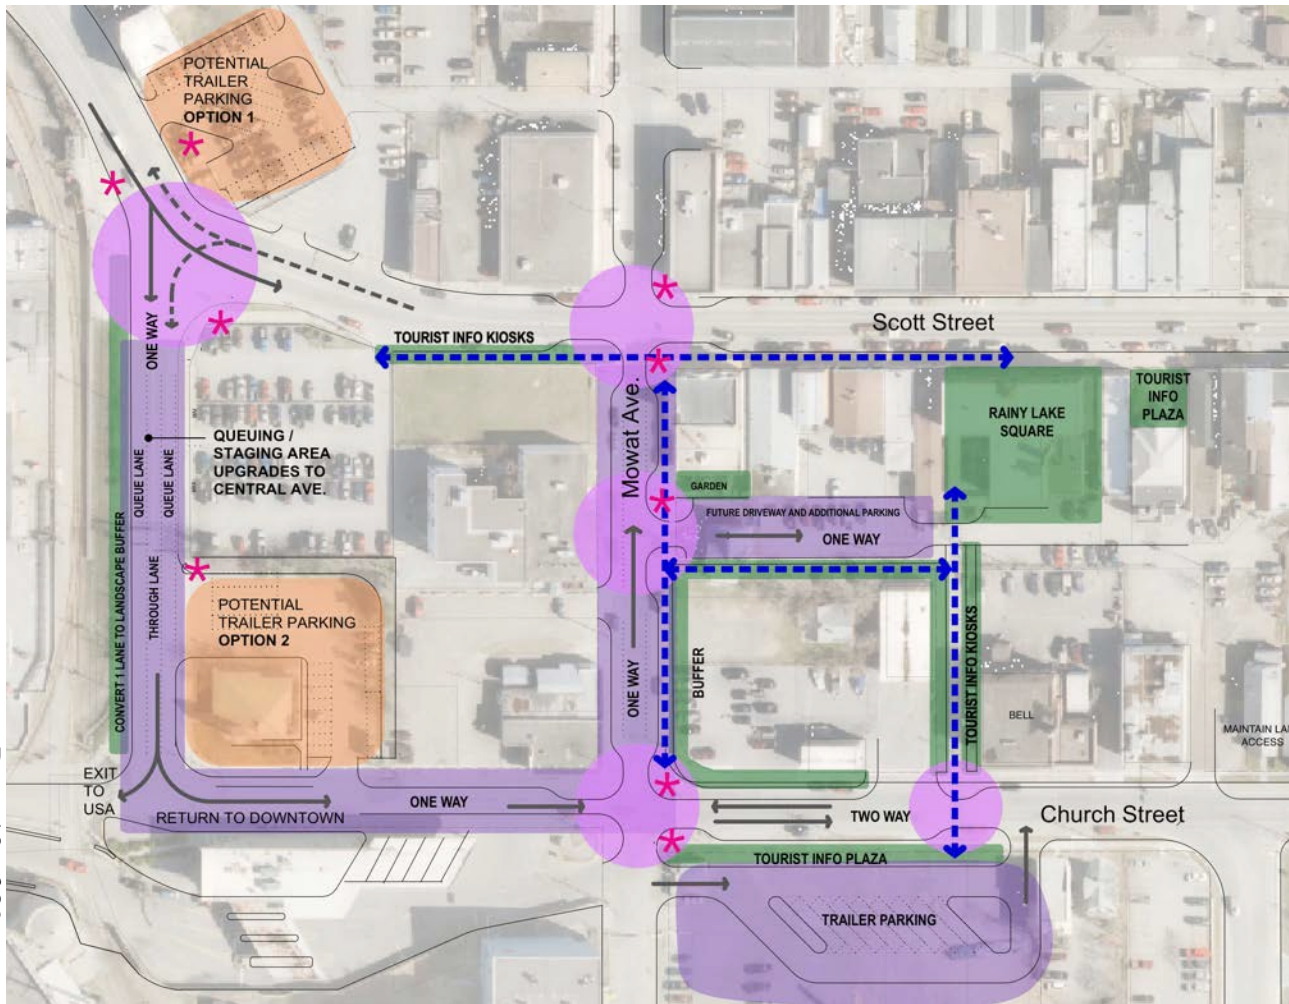 POTENTIAL
TRAILER
PARKING
OPTION 1
ONE WAY
TOURIST INFO KIOSKS
Scott Street
Mowat Ave.
RAINY LAKE
SQUARE
TOURIST
INFO
PLAZA
QUEUING /
STAGING AREA
UPGRADES TO
CENTRAL AVE.
QUEUE LANE
QUEUE LANE
GARDEN
FUTURE DRIVEWAY AND ADDITIONAL PARKING
ONE WAY
CONVERT 1 LANE TO LANDSCAPE BUFFER
THROUGH LANE
POTENTIAL
TRAILER PARKING
OPTION 2
ONE WAY
BUFFER
TOURIST INFO KIOSKS
BELL
EXIT
TO
USA
RETURN TO DOWNTOWN
ONE WAY
TWO WAY
Church Street
TOURIST INFO PLAZA
TRAILER PARKING
ACCESS